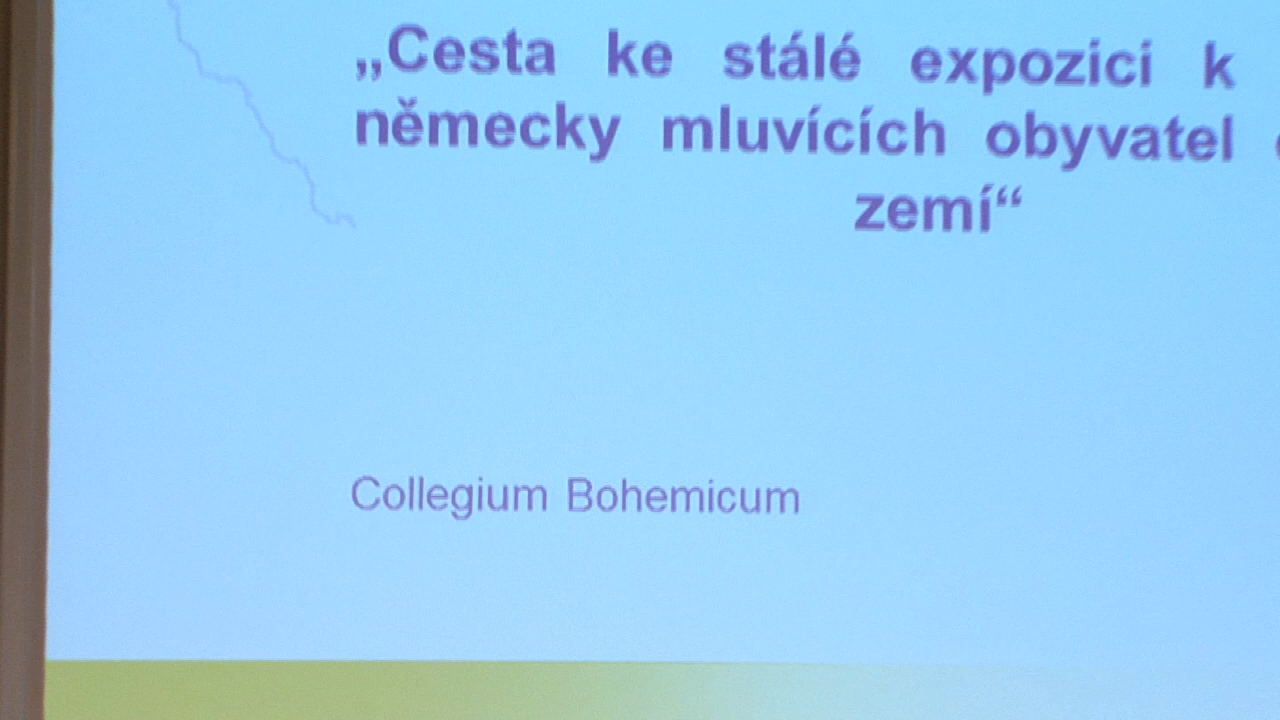 „Cesta ke stálé expozici k
německy mluvících obyvatel
zemí“
Collegium Bohemicum